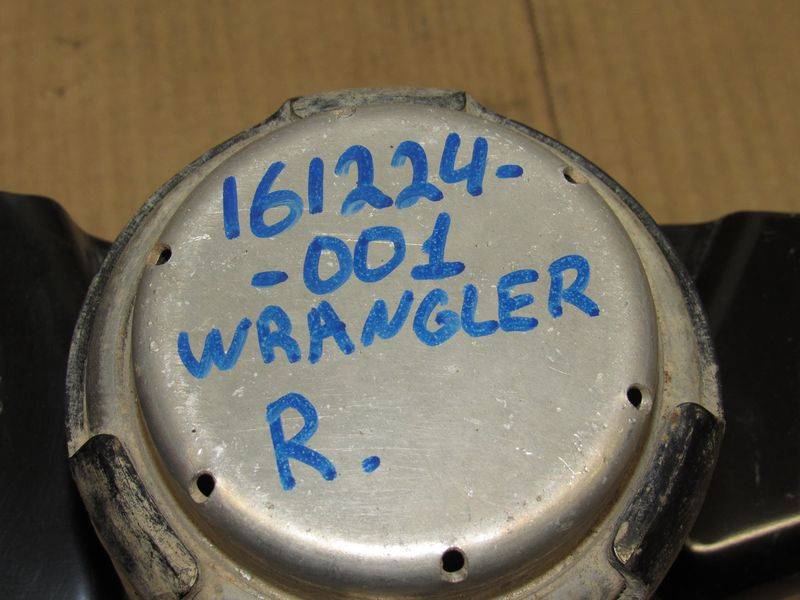 161224-
-001
WRANGLER
R.